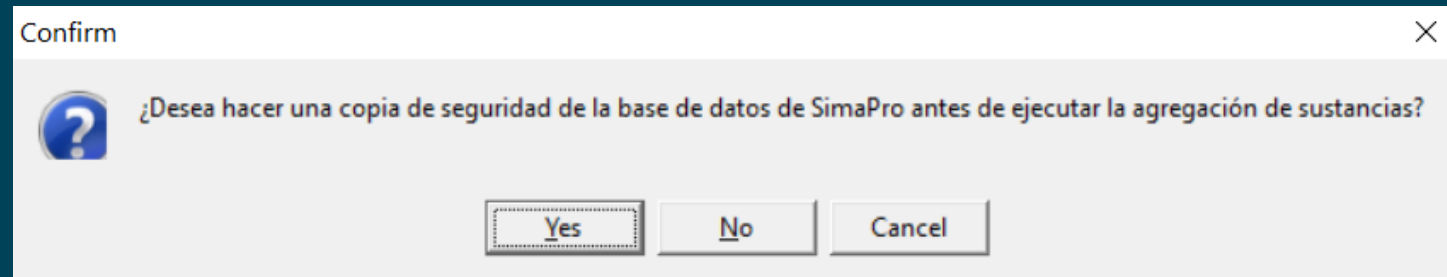 Confirm
¿Desea hacer una copia de seguridad de la base de datos de SimaPro antes de ejecutar la agregación de sustancias?
Yes No Cancel